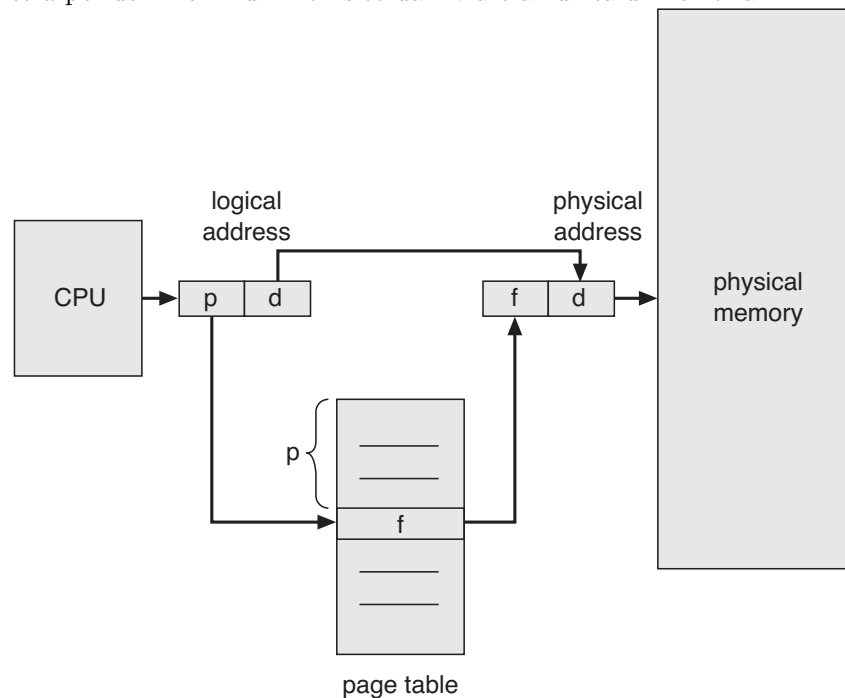 logical
address
physical
address
CPU
p
d
f
d
physical
memory
p
f
page table